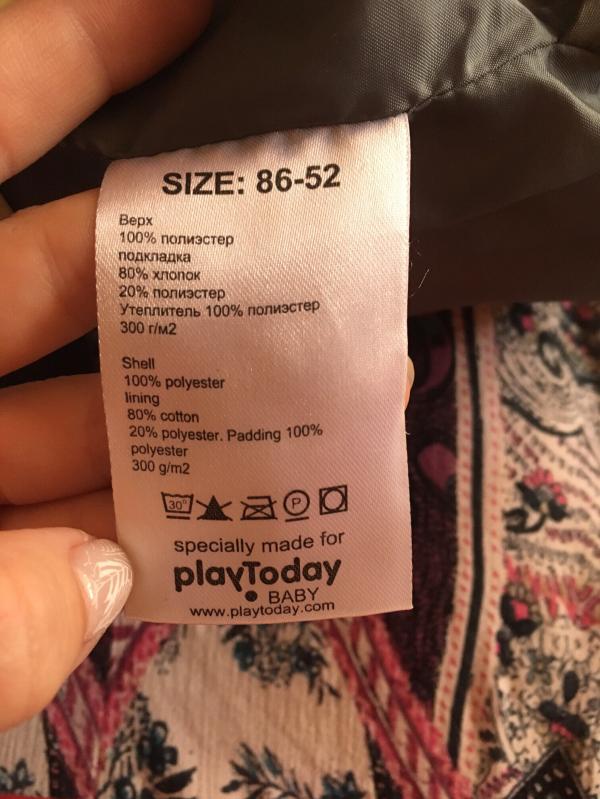 SIZE: 86-52
Верх
100% полиэстер
подкладка
80% хлопок
20% полиэстер
Утеплитель 100% полиэстер
300 г/м2
Shell
100% polyester
lining
80% cotton
20% polyester. Padding 100%
polyester
300 g/m2
30° P
specially made for
playToday
BABY
www.playtoday.com